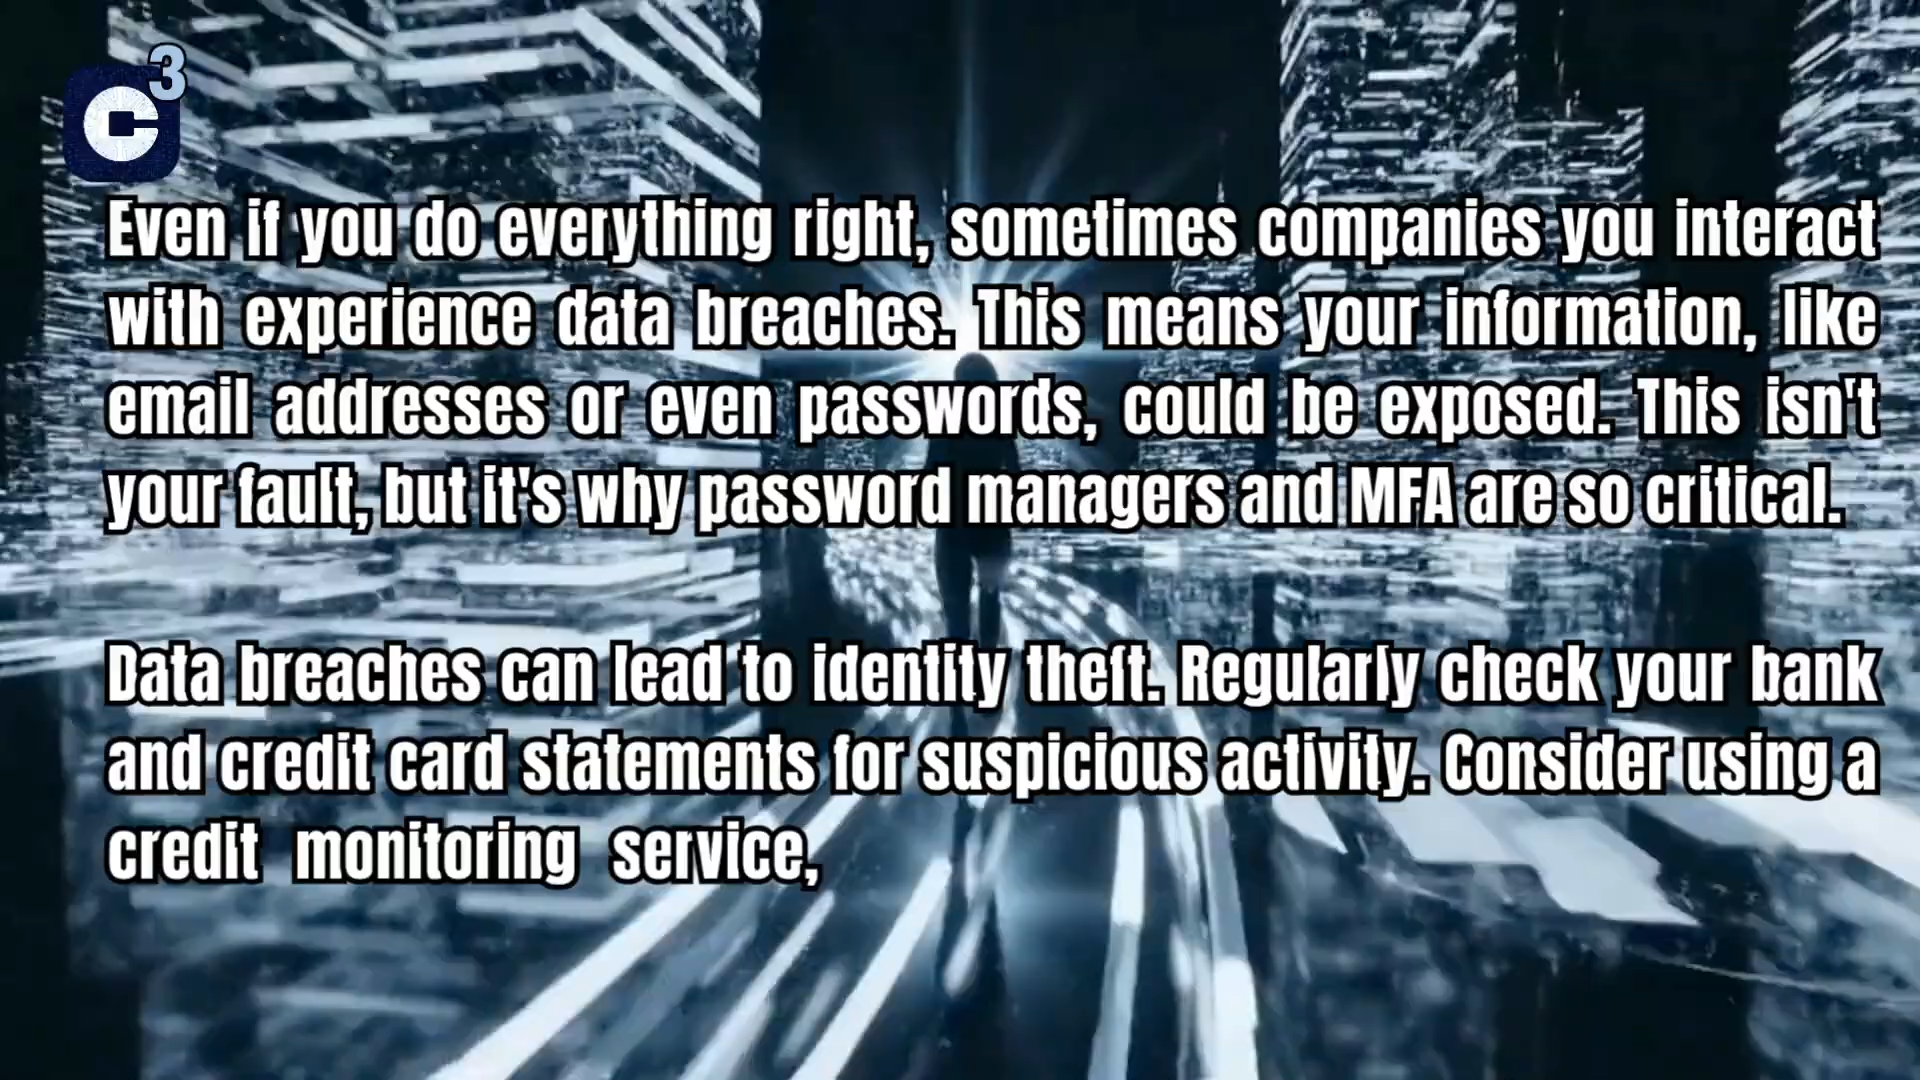 C3
Even if you do everything right, sometimes companies you interact
with experience data breaches. This means your information, like
email addresses or even passwords, could be exposed. This isn't
your fault, but it's why password managers and MFA are so critical.
Data breaches can lead to identity theft. Regularly check your bank
and credit card statements for suspicious activity. Consider using a
credit monitoring service,